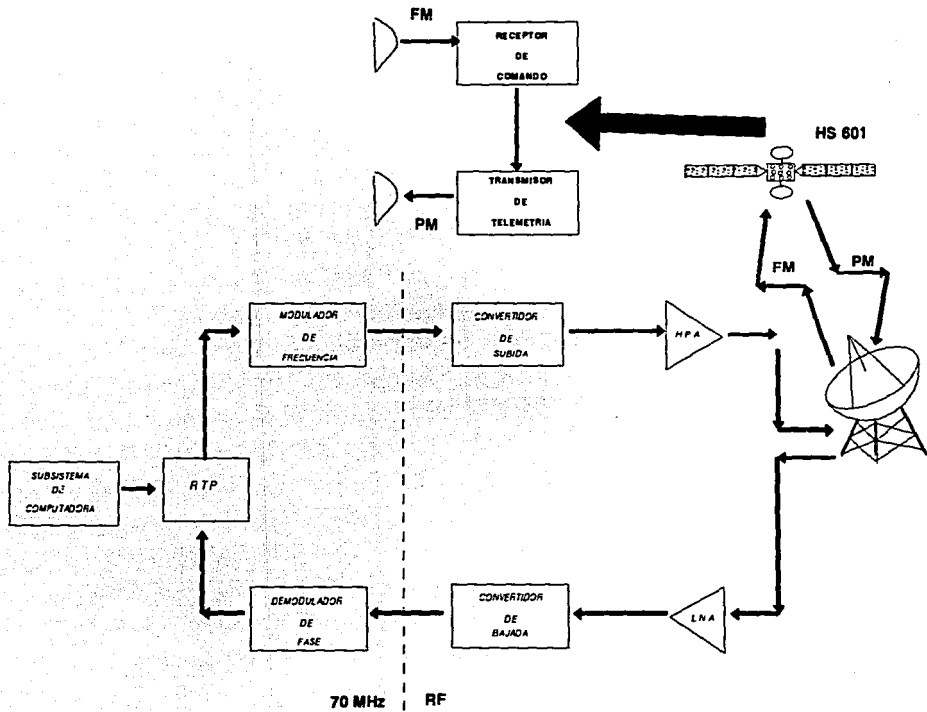 FM
RECEPTOR
DE
COMANDO
HS 601
TRANSMISOR
DE
TELEMETRIA
PM
FM
PM
MODULADOR
DE
FRECUENCIA
CONVERTIDOR
DE
SUBIDA
HPA
SUBSISTEMA
DE
COMPUTADORA
RTP
DEMODULADOR
DE
FASE
CONVERTIDOR
DE
BAJADA
LNA
70 MHz
RF